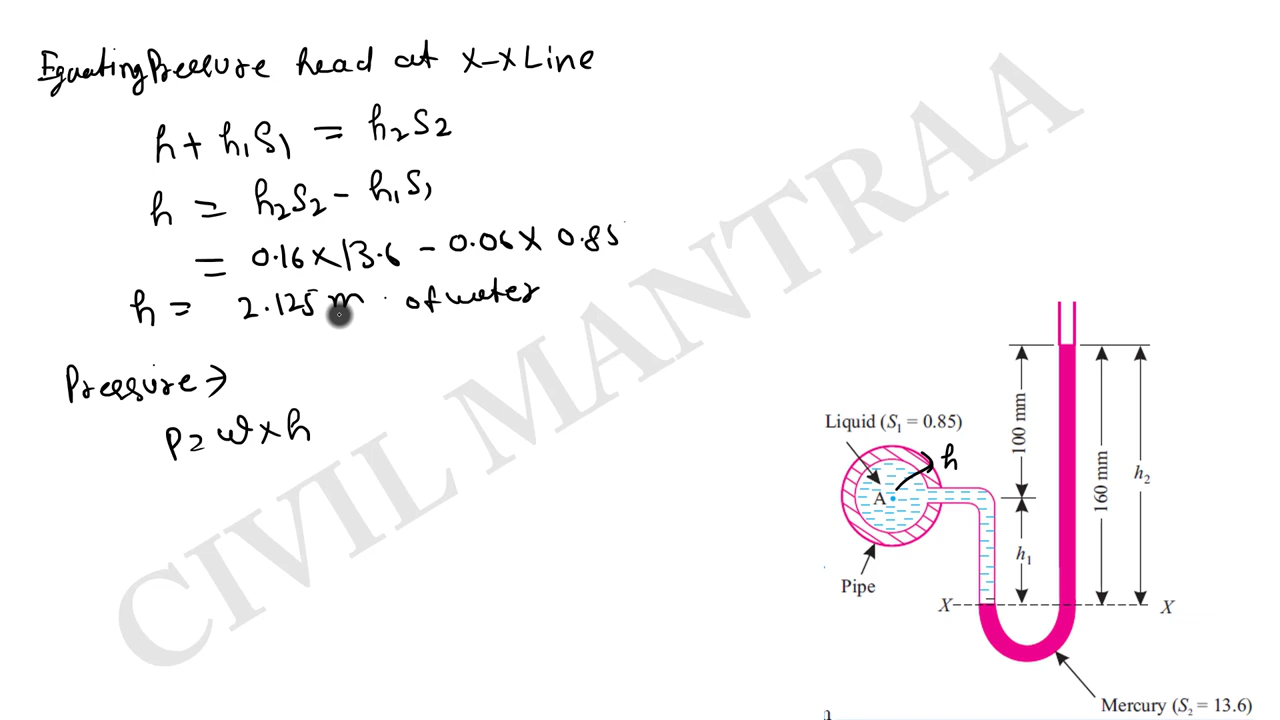 Equating Pressure head at X-X Line
h + h₁S₁ = h₂S₂
h = h₂S₂ - h₁S₁
= 0.16 x 13.6 - 0.06 x 0.85
h = 2.125 m of water
Pressure →
P = w x h
CIVIL MANTRAA
Liquid (S₁ = 0.85)
h
A
Pipe
100 mm
h₁
160 mm
h₂
X
X
Mercury (S₂ = 13.6)